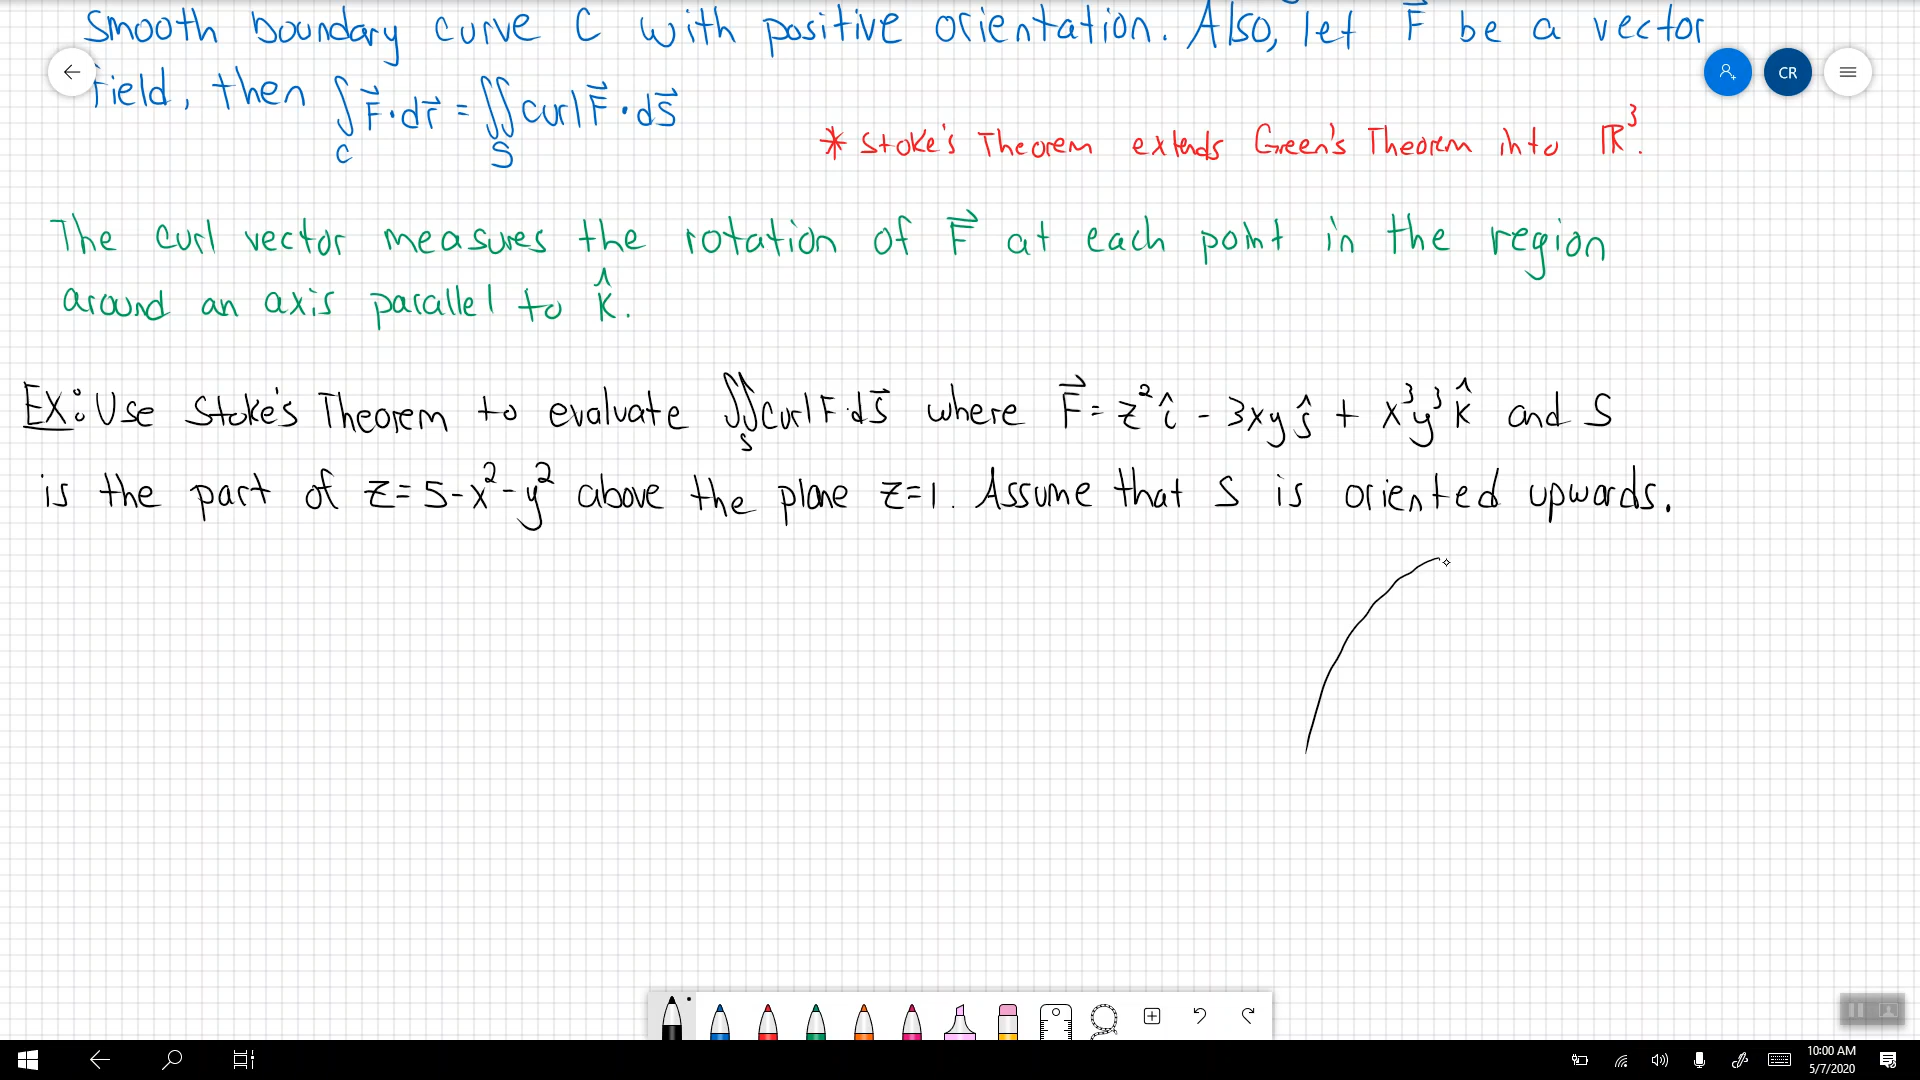 Smooth boundary curve C with positive orientation. Also, let F⃗ be a vector
field, then ∫_C F⃗·dr⃗ = ∬_S curl F⃗ · dS⃗
* Stoke's Theorem extends Green's Theorem into ℝ³.
The curl vector measures the rotation of F⃗ at each point in the region
around an axis parallel to k̂.
Ex: Use Stoke's Theorem to evaluate ∬_S curl F·dS⃗ where F⃗ = z² î - 3xy ĵ + x³y³ k̂ and S
is the part of z = 5-x²-y² above the plane z=1. Assume that S is oriented upwards.
CR
10:00 AM
5/7/2020